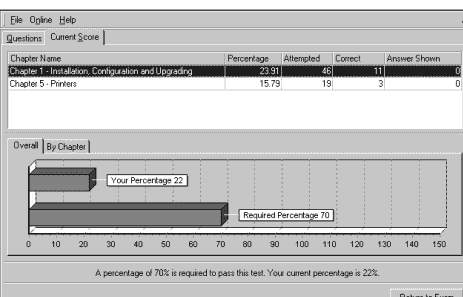 File Online Help
Questions Current Score
Chapter Name Percentage Attempted Correct Answer Shown
Chapter 1 - Installation, Configuration and Upgrading 23.91 46 11 0
Chapter 5 - Printers 15.79 19 3 0
Overall By Chapter
Your Percentage 22
Required Percentage 70
0 10 20 30 40 50 60 70 80 90 100 110 120 130 140 150
A percentage of 70% is required to pass this test. Your current percentage is 22%.
Return to Exam